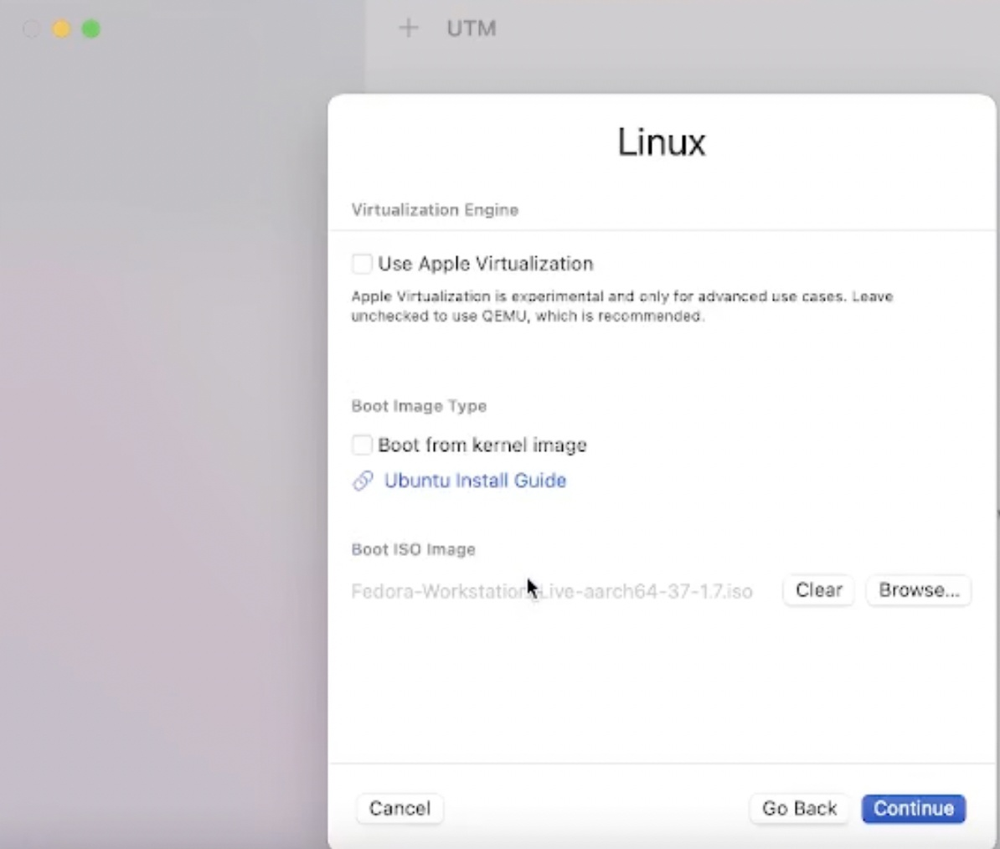 UTM
Linux
Virtualization Engine
Use Apple Virtualization
Apple Virtualization is experimental and only for advanced use cases. Leave
unchecked to use QEMU, which is recommended.
Boot Image Type
Boot from kernel image
Ubuntu Install Guide
Boot ISO Image
Fedora-Workstation-Live-aarch64-37-1.7.iso
Clear
Browse...
Cancel
Go Back
Continue